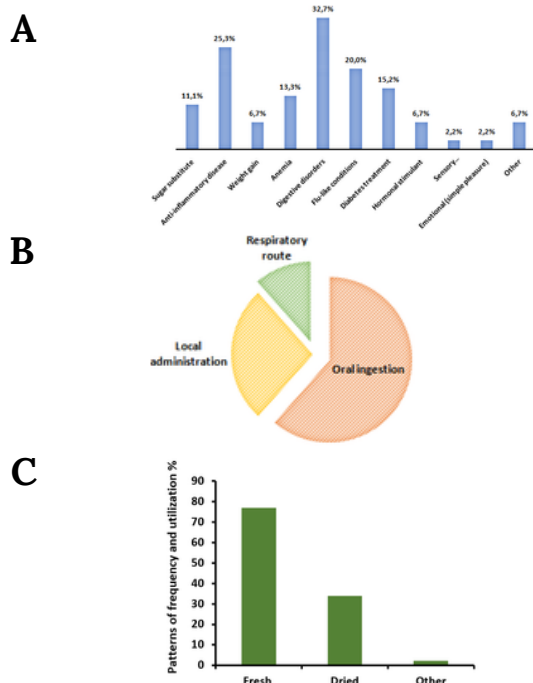 A
32,7%
25,3%
20,0%
15,2%
13,3%
11,1%
6,7%
6,7%
6,7%
2,2%
2,2%
Sugar substitute
Anti-inflammatory disease
Weight gain
Anemia
Digestive disorders
Flu-like conditions
Diabetes treatment
Hormonal stimulant
Sensory...
Emotional (simple pleasure)
Other
B
Respiratory
route
Local
administration
Oral ingestion
C
Patterns of frequency and utilization %
90
80
70
60
50
40
30
20
10
0
Fresh
Dried
Other